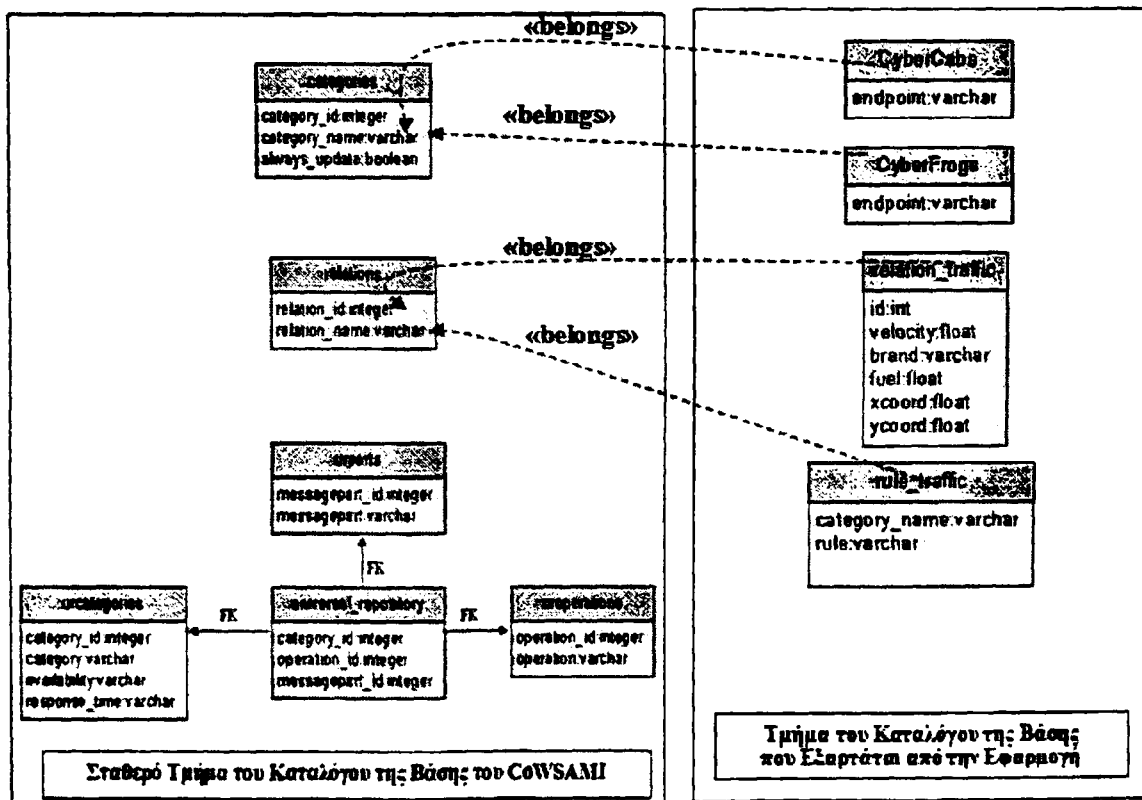 «belongs»
categories
category_id:integer
category_name:varchar
always_update:boolean
CyberCabs
endpoint:varchar
«belongs»
CyberFrogs
endpoint:varchar
«belongs»
relations
relation_id:integer
relation_name:varchar
relation_traffic
id:int
velocity:float
brand:varchar
fuel:float
xcoord:float
ycoord:float
«belongs»
rule_traffic
category_name:varchar
rule:varchar
urparts
messagepart_id:integer
messagepart:varchar
FK
urcategories
category_id:integer
category:varchar
availability:varchar
response_time:varchar
FK
universal_repository
category_id:integer
operation_id:integer
messagepart_id:integer
FK
uroperations
operation_id:integer
operation:varchar
Σταθερό Τμήμα του Καταλόγου της Βάσης του CoWSAMI
Τμήμα του Καταλόγου της Βάσης
που Εξαρτάται από την Εφαρμογή